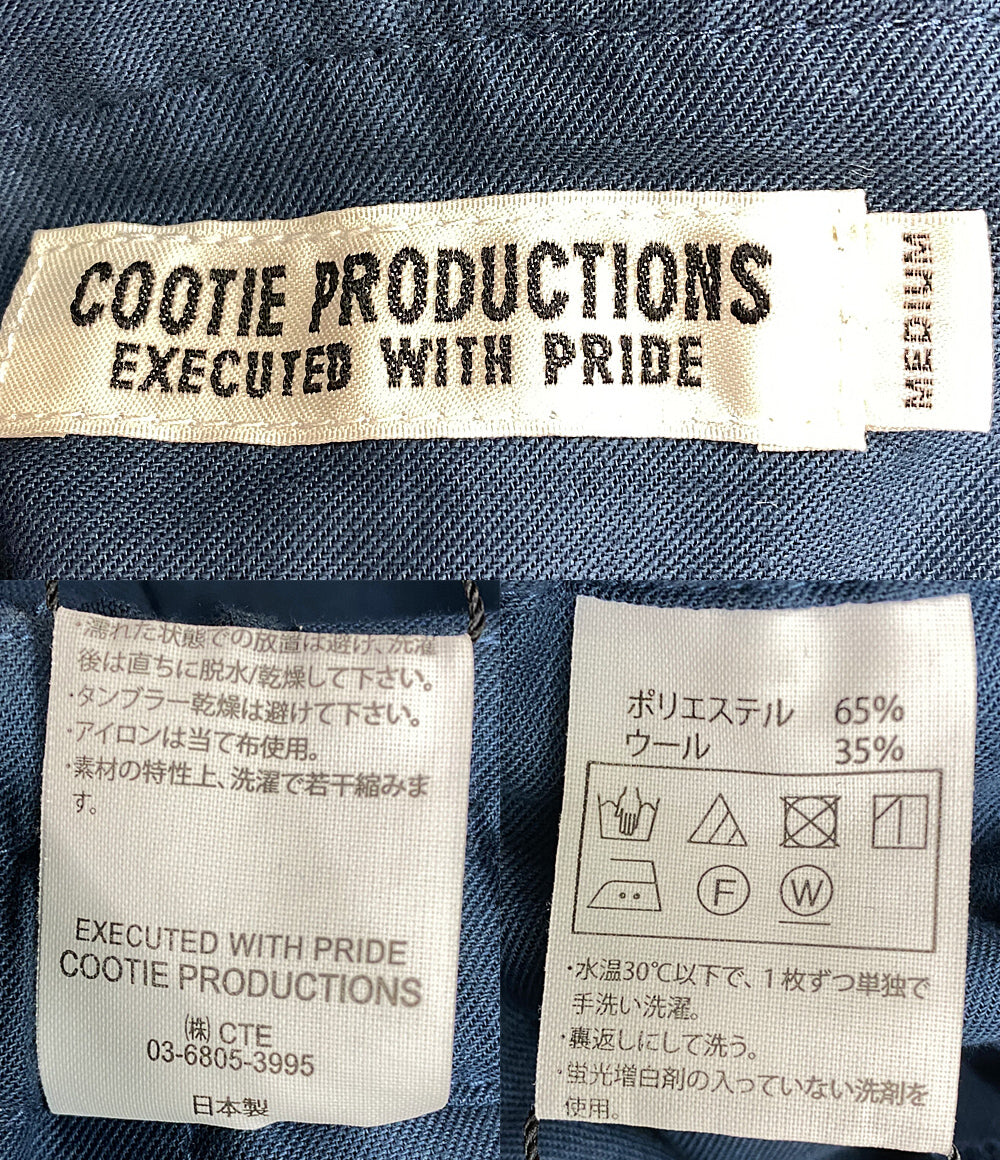 COOTIE PRODUCTIONS
EXECUTED WITH PRIDE
MEDIUM
・濡れた状態での放置は避け、洗濯
後は直ちに脱水/乾燥して下さい。
・タンブラー乾燥は避けて下さい。
・アイロンは当て布使用。
・素材の特性上、洗濯で若干縮みま
す。
EXECUTED WITH PRIDE
COOTIE PRODUCTIONS
㈱ CTE
03-6805-3995
日本製
ポリエステル 65%
ウール 35%
F W
・水温30℃以下で、1枚ずつ単独で
手洗い洗濯。
・裏返しにして洗う。
・蛍光増白剤の入っていない洗剤を
使用。